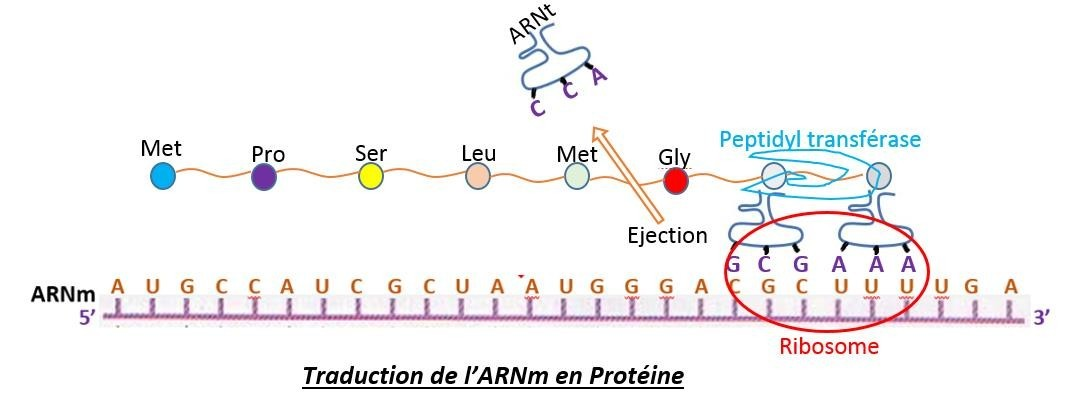 ARNt
C C A
Met Pro Ser Leu Met Gly
Peptidyl transférase
Ejection
G C G A A A
ARNm A U G C C A U C G C U A A U G G G A C G C U U U U G A
5’ 3’
Ribosome
Traduction de l’ARNm en Protéine